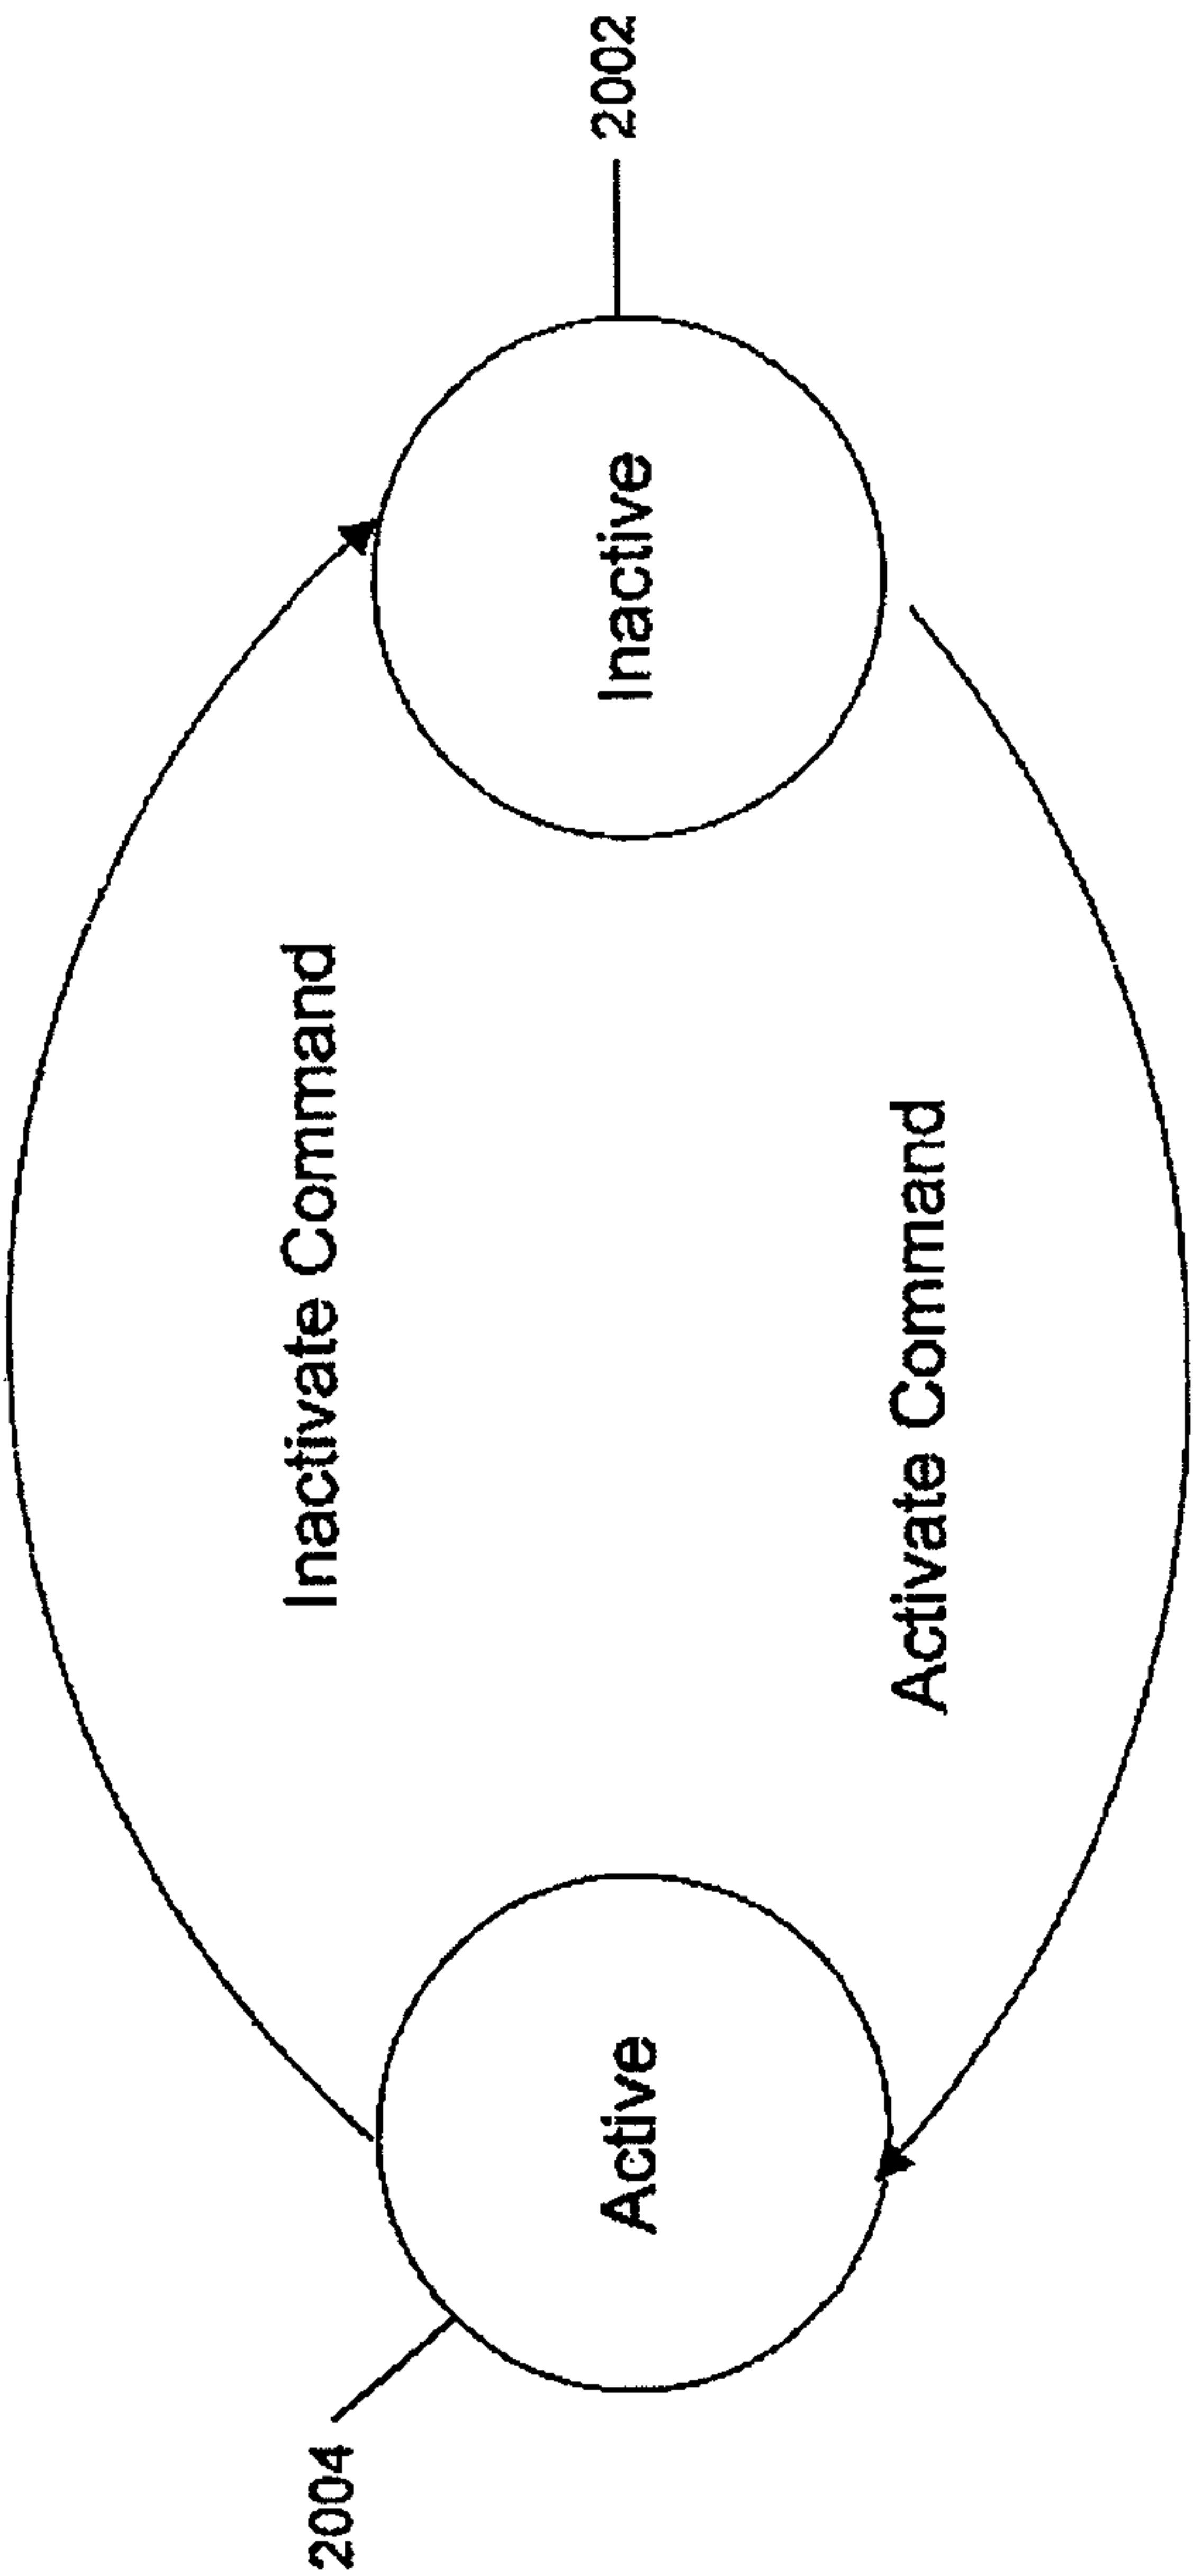 2004
Active
Inactivate Command
Activate Command
Inactive
2002